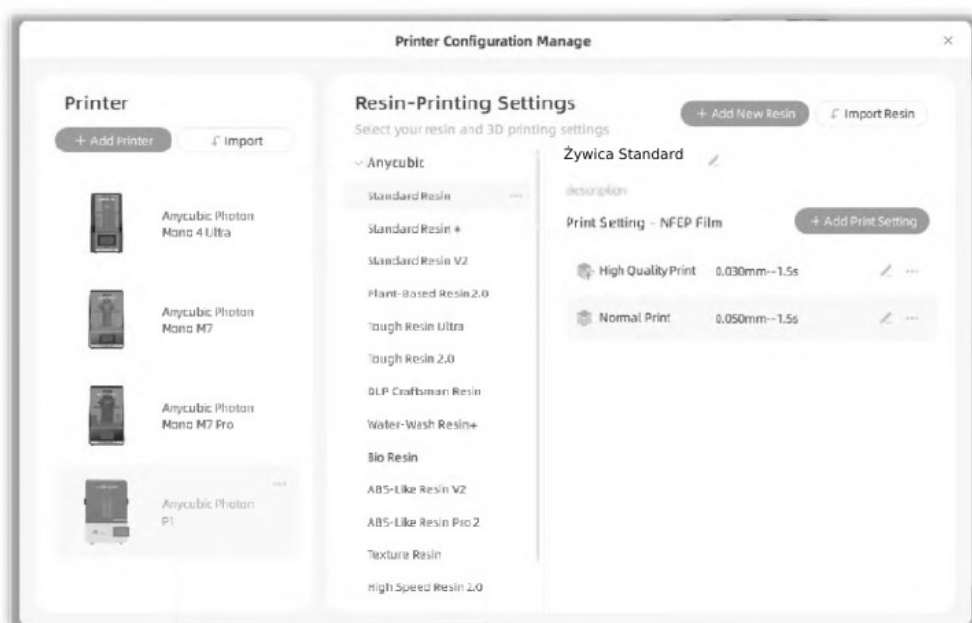 Printer Configuration Manage
Printer
+ Add Printer
Import
Anycubic Photon
Mono 4 Ultra
Anycubic Photon
Mono M7
Anycubic Photon
Mono M7 Pro
Anycubic Photon
P1
Resin-Printing Settings
Select your resin and 3D printing settings
+ Add New Resin
Import Resin
Anycubic
Standard Resin
Standard Resin +
Standard Resin V2
Plant-Based Resin 2.0
Tough Resin Ultra
Tough Resin 2.0
DLP Craftsman Resin
Water-Wash Resin+
Bio Resin
ABS-Like Resin V2
ABS-Like Resin Pro 2
Texture Resin
High Speed Resin 2.0
Żywica Standard
description
Print Setting - NFEP Film
+ Add Print Setting
High Quality Print 0.030mm--1.5s
Normal Print 0.050mm--1.5s